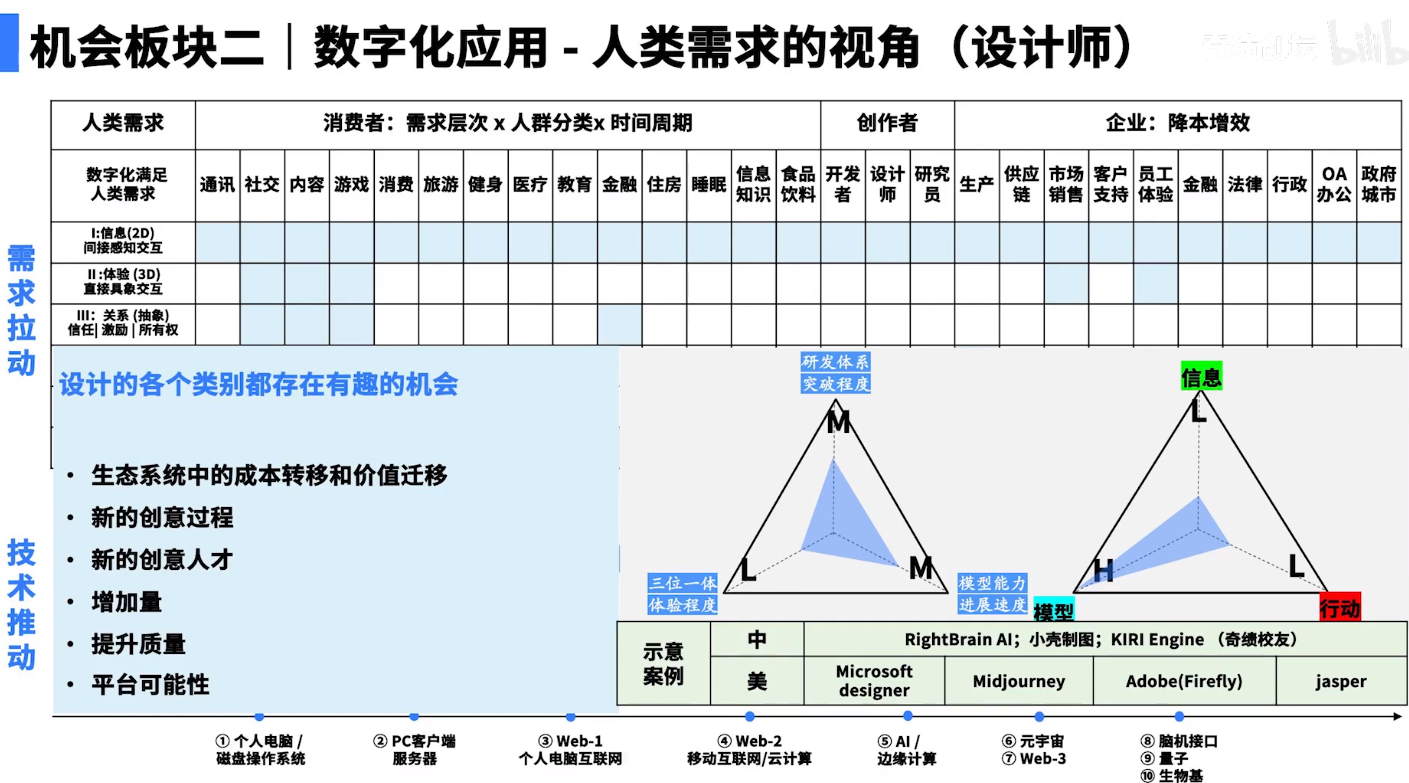 机会板块二｜数字化应用 - 人类需求的视角（设计师）
bilibili
人类需求
消费者：需求层次 x 人群分类x 时间周期
创作者
企业：降本增效
数字化满足
人类需求
通讯
社交
内容
游戏
消费
旅游
健身
医疗
教育
金融
住房
睡眠
信息
知识
食品
饮料
开发
者
设计
师
研究
员
生产
供应
链
市场
销售
客户
支持
员工
体验
金融
法律
行政
OA
办公
政府
城市
需求拉动
I:信息(2D)
间接感知交互
II:体验 (3D)
直接具象交互
III：关系 (抽象)
信任| 激励 | 所有权
设计的各个类别都存在有趣的机会
• 生态系统中的成本转移和价值迁移
• 新的创意过程
• 新的创意人才
• 增加量
• 提升质量
• 平台可能性
技术推动
研发体系
突破程度
M
L
M
三位一体
体验程度
模型能力
进展速度
信息
L
H
L
模型
行动
示意
案例
中
RightBrain AI；小壳制图；KIRI Engine （奇绩校友）
美
Microsoft
designer
Midjourney
Adobe(Firefly)
jasper
① 个人电脑 /
磁盘操作系统
② PC客户端
服务器
③ Web-1
个人电脑互联网
④ Web-2
移动互联网/云计算
⑤ AI /
边缘计算
⑥ 元宇宙
⑦ Web-3
⑧ 脑机接口
⑨ 量子
⑩ 生物基